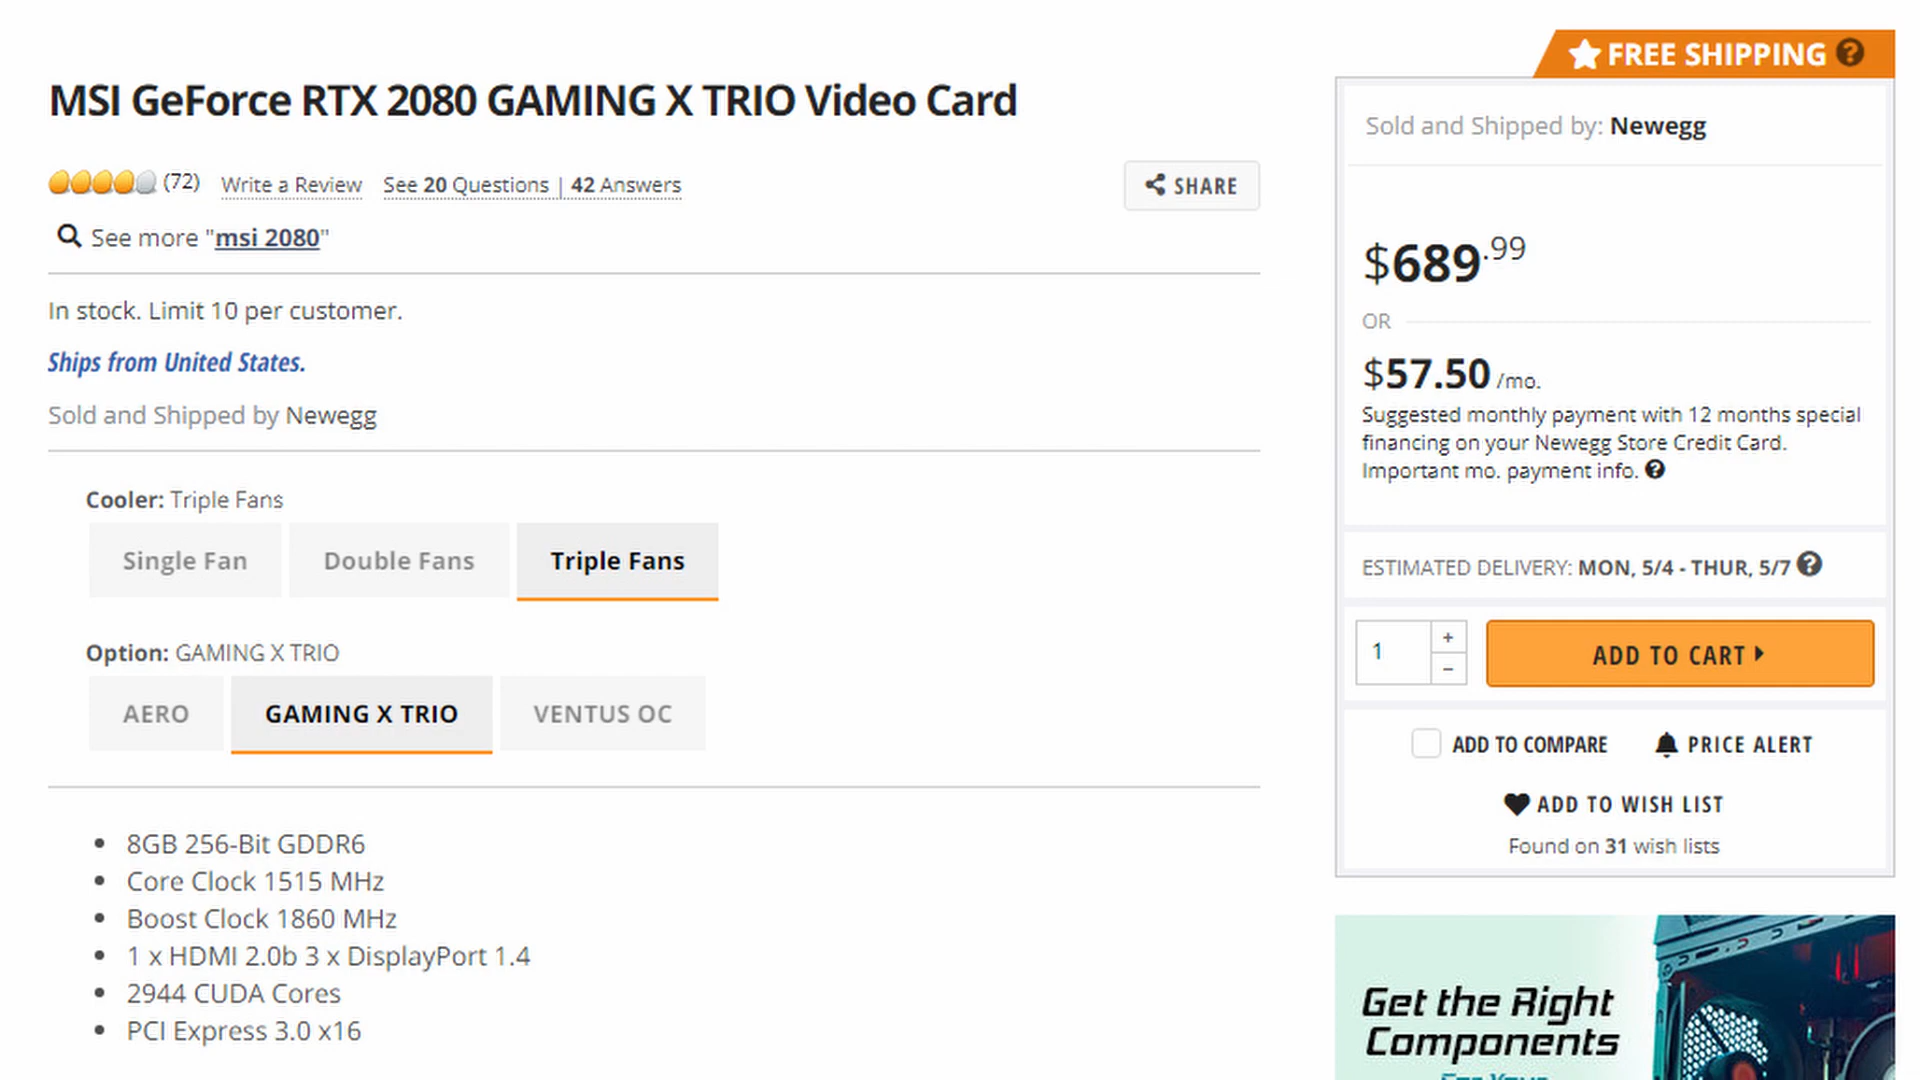 FREE SHIPPING ?
MSI GeForce RTX 2080 GAMING X TRIO Video Card
(72) Write a Review See 20 Questions | 42 Answers
SHARE
See more "msi 2080"
In stock. Limit 10 per customer.
Ships from United States.
Sold and Shipped by Newegg
Cooler: Triple Fans
Single Fan Double Fans Triple Fans
Option: GAMING X TRIO
AERO GAMING X TRIO VENTUS OC
8GB 256-Bit GDDR6
Core Clock 1515 MHz
Boost Clock 1860 MHz
1 x HDMI 2.0b 3 x DisplayPort 1.4
2944 CUDA Cores
PCI Express 3.0 x16
Sold and Shipped by: Newegg
$689.99
OR
$57.50 /mo.
Suggested monthly payment with 12 months special
financing on your Newegg Store Credit Card.
Important mo. payment info. ?
ESTIMATED DELIVERY: MON, 5/4 - THUR, 5/7 ?
1 + −
ADD TO CART
ADD TO COMPARE PRICE ALERT
ADD TO WISH LIST
Found on 31 wish lists
Get the Right
Components
For Your